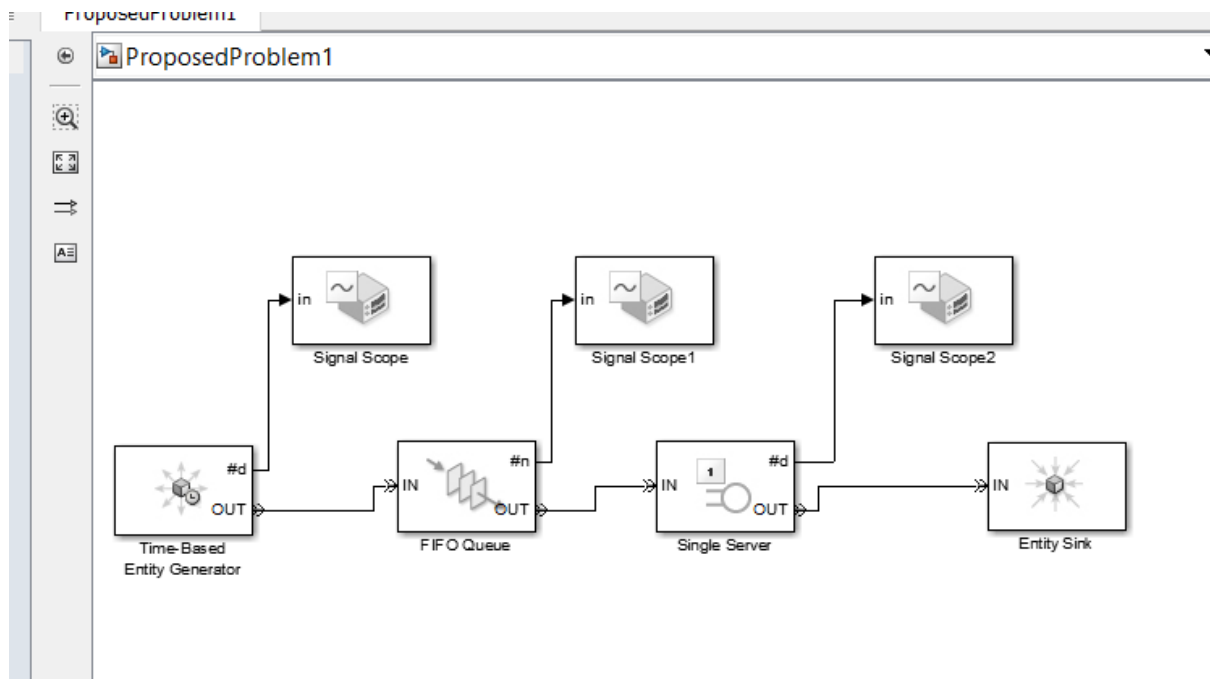 ProposedProblem1
ProposedProblem1
A
in
in
in
Signal Scope
Signal Scope1
Signal Scope2
#d
OUT
IN
#n
OUT
IN
1
#d
OUT
IN
Time-Based
Entity Generator
FIFO Queue
Single Server
Entity Sink